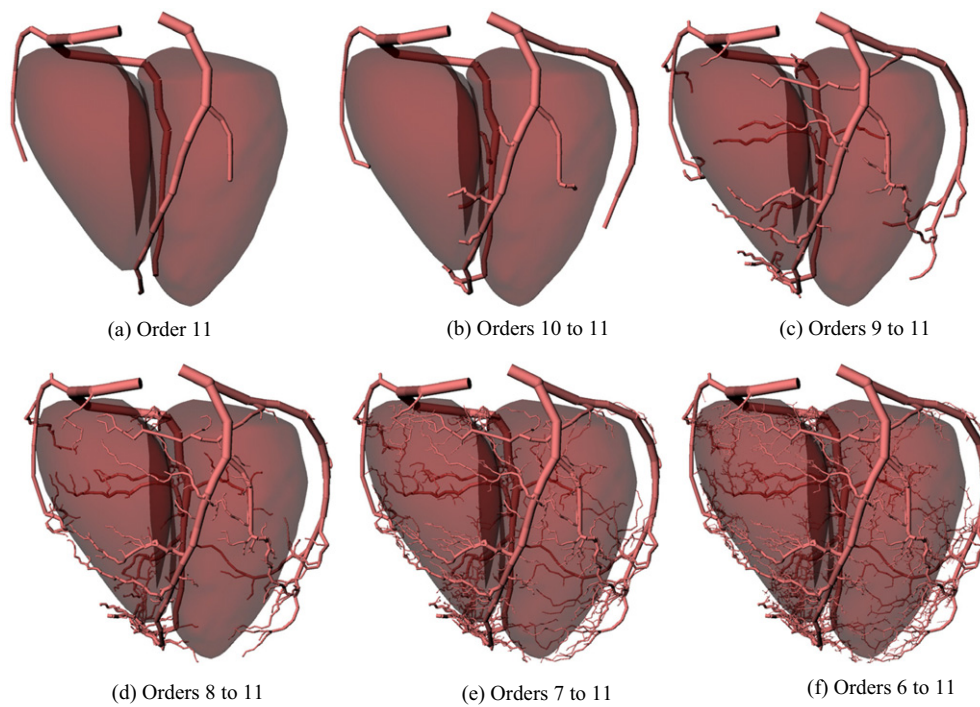 (a) Order 11
(b) Orders 10 to 11
(c) Orders 9 to 11
(d) Orders 8 to 11
(e) Orders 7 to 11
(f) Orders 6 to 11